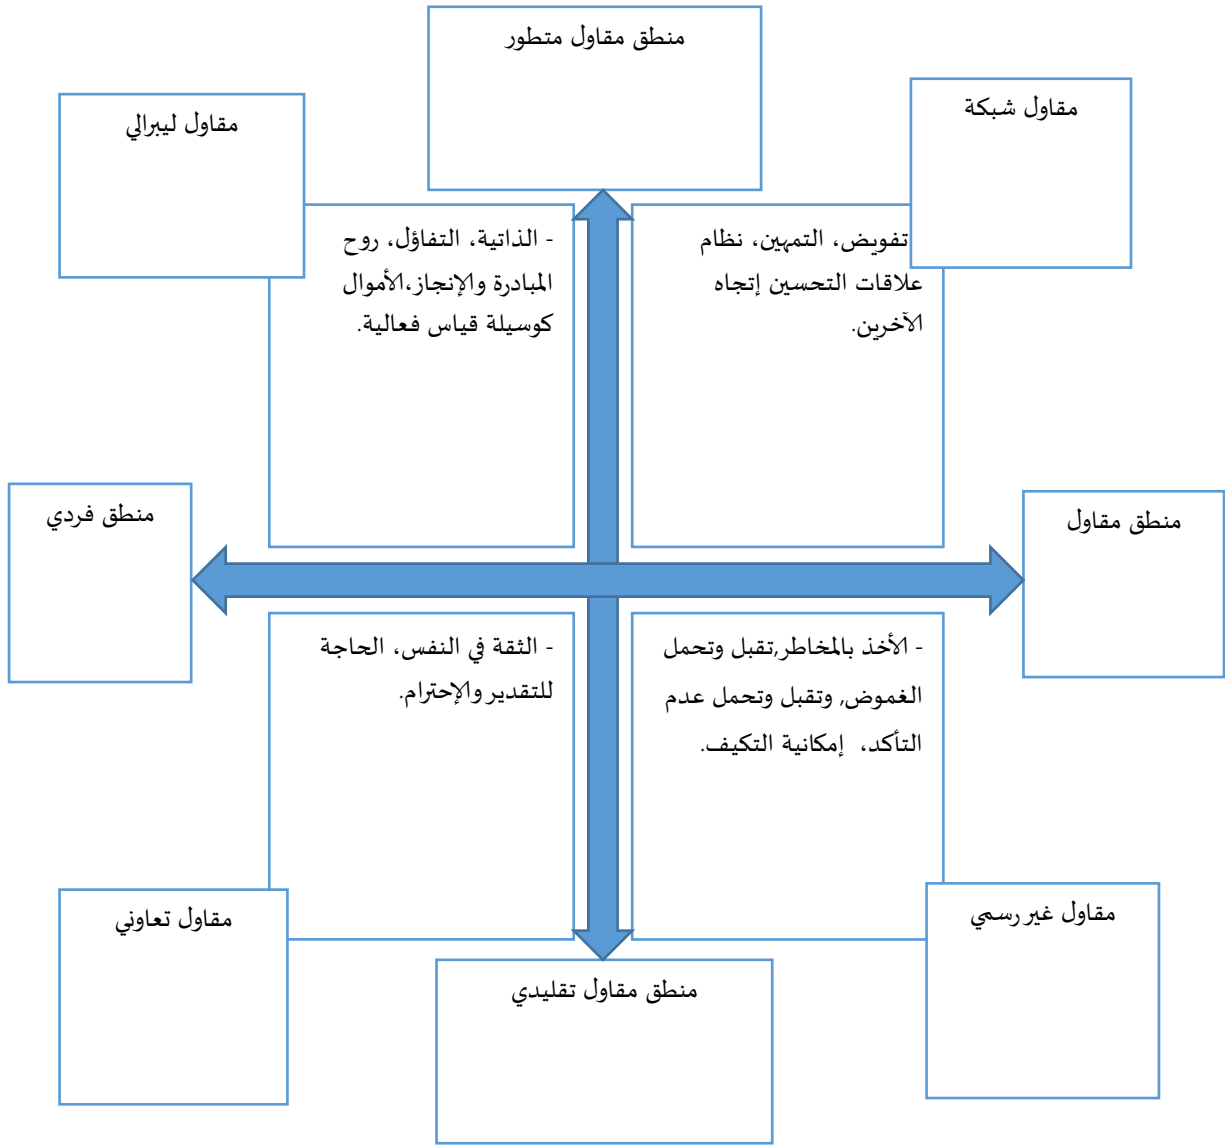 منطق مقاول متطور
مقاول شبكة
مقاول ليبرالي
تفويض، التمهين، نظام
علاقات التحسين إتجاه
الآخرين.
- الذاتية، التفاؤل، روح
المبادرة والإنجاز،الأموال
كوسيلة قياس فعالية.
منطق مقاول
منطق فردي
- الأخذ بالمخاطر,تقبل وتحمل
الغموض, وتقبل وتحمل عدم
التأكد، إمكانية التكيف.
- الثقة في النفس، الحاجة
للتقدير والإحترام.
مقاول غير رسمي
مقاول تعاوني
منطق مقاول تقليدي